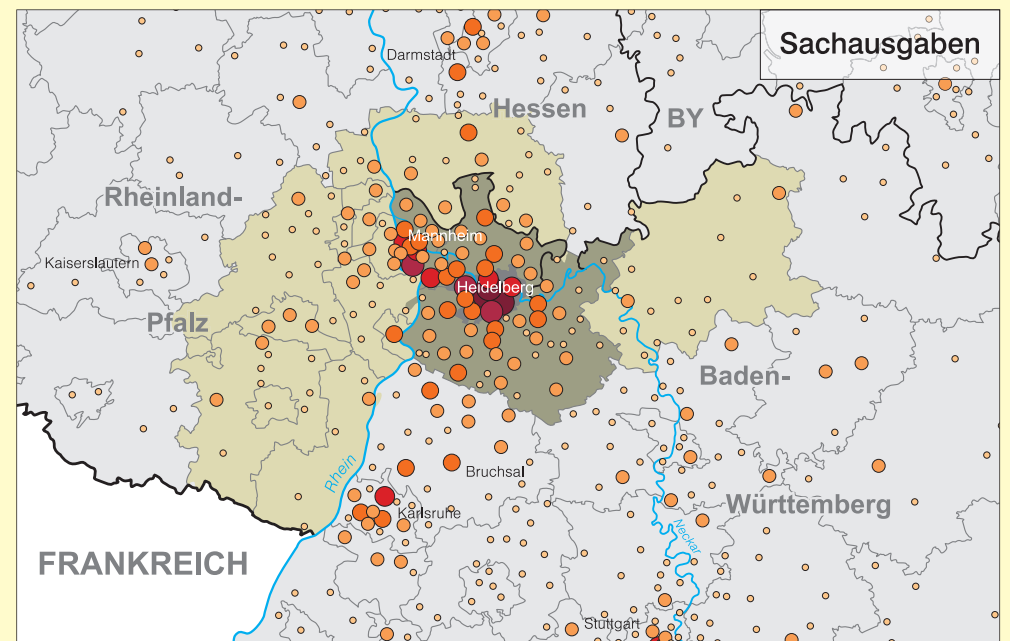 Sachausgaben
Darmstadt
Hessen
BY
Rheinland-
Mannheim
Kaiserslautern
Heidelberg
Pfalz
Baden-
Rhein
Bruchsal
Karlsruhe
Württemberg
Neckar
FRANKREICH
Stuttgart